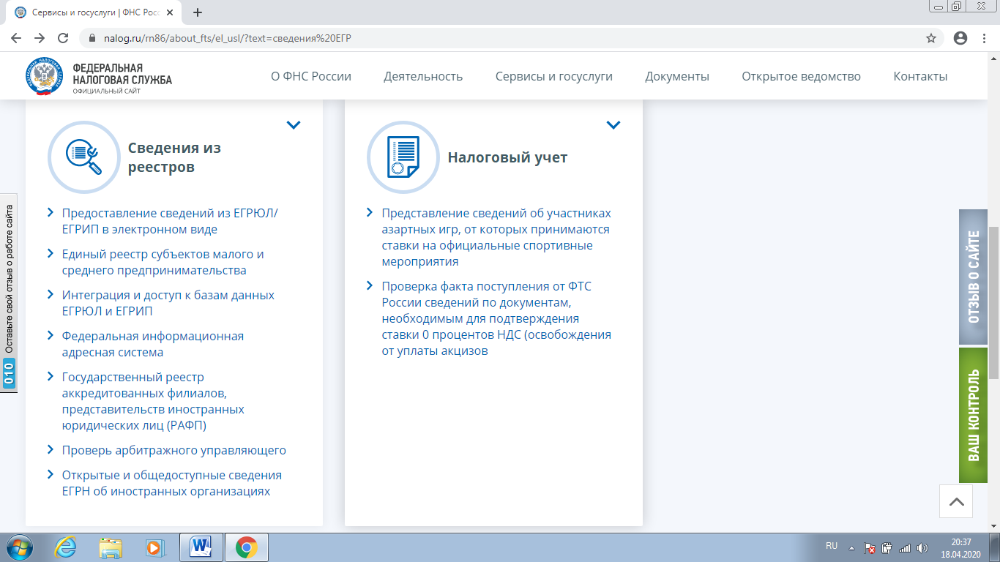 Сервисы и госуслуги | ФНС Росс
nalog.ru/rn86/about_fts/el_usl/?text=сведения%20ЕГР
ФЕДЕРАЛЬНАЯ
НАЛОГОВАЯ СЛУЖБА
ОФИЦИАЛЬНЫЙ САЙТ
О ФНС России
Деятельность
Сервисы и госуслуги
Документы
Открытое ведомство
Контакты
Сведения из
реестров
Предоставление сведений из ЕГРЮЛ/
ЕГРИП в электронном виде
Единый реестр субъектов малого и
среднего предпринимательства
Интеграция и доступ к базам данных
ЕГРЮЛ и ЕГРИП
Федеральная информационная
адресная система
Государственный реестр
аккредитованных филиалов,
представительств иностранных
юридических лиц (РАФП)
Проверь арбитражного управляющего
Открытые и общедоступные сведения
ЕГРН об иностранных организациях
Налоговый учет
Представление сведений об участниках
азартных игр, от которых принимаются
ставки на официальные спортивные
мероприятия
Проверка факта поступления от ФТС
России сведений по документам,
необходимым для подтверждения
ставки 0 процентов НДС (освобождения
от уплаты акцизов
Оставьте свой отзыв о работе сайта
010
ОТЗЫВ О САЙТЕ
ВАШ КОНТРОЛЬ
RU
20:37
18.04.2020